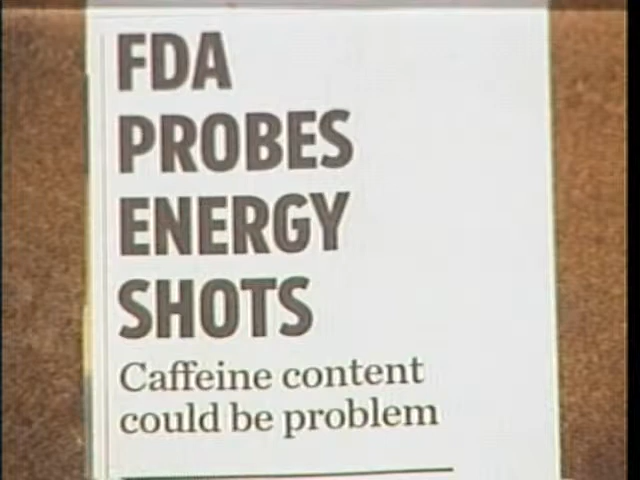 FDA
PROBES
ENERGY
SHOTS
Caffeine content
could be problem